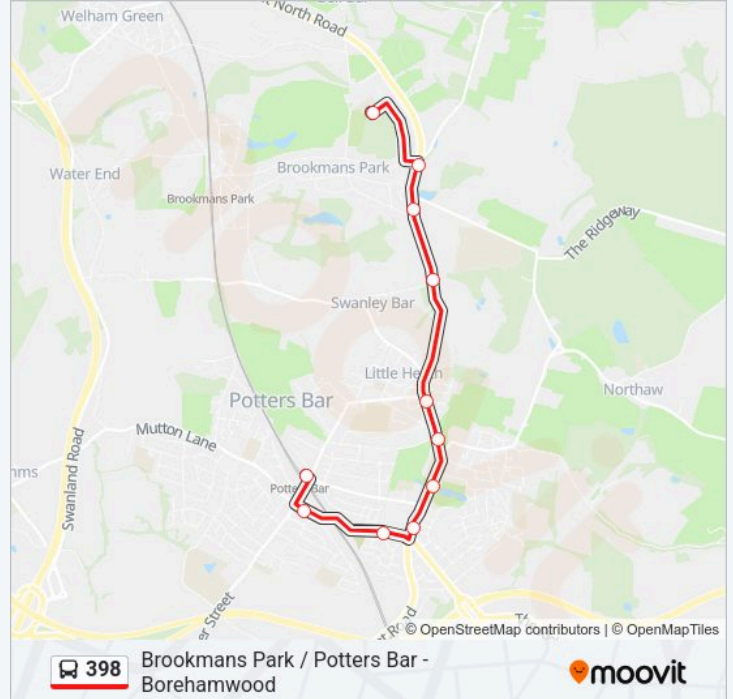 North Road
Welham Green
Water End
Brookmans Park
Brookmans Park
The Ridgeway
Swanley Bar
Little Heath
Northaw
Potters Bar
Mutton Lane
Swanland Road
Potters Bar
© OpenStreetMap contributors | © OpenMapTiles
398
Brookmans Park / Potters Bar -
Borehamwood
moovit